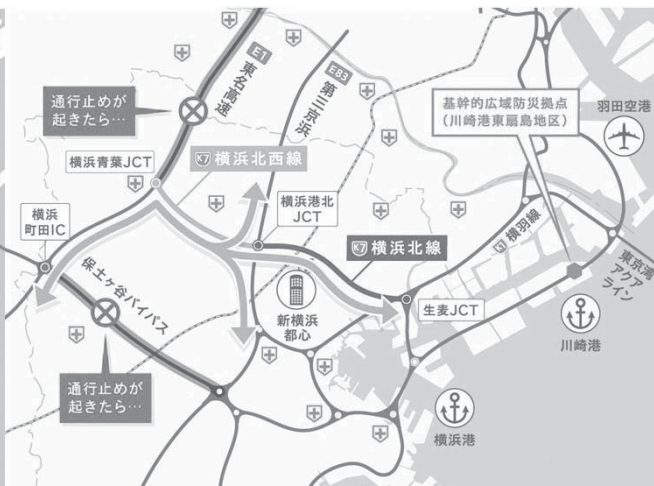 E1
東名高速
E83
第三京浜
通行止めが
起きたら…
基幹的広域防災拠点
(川崎港東扇島地区)
羽田空港
横浜青葉JCT
K7 横浜北西線
横浜港北
JCT
横浜
町田IC
K7 横浜北線
K1 横羽線
東京湾
アクア
ライン
保土ヶ谷バイパス
新横浜
都心
生麦JCT
川崎港
通行止めが
起きたら…
横浜港